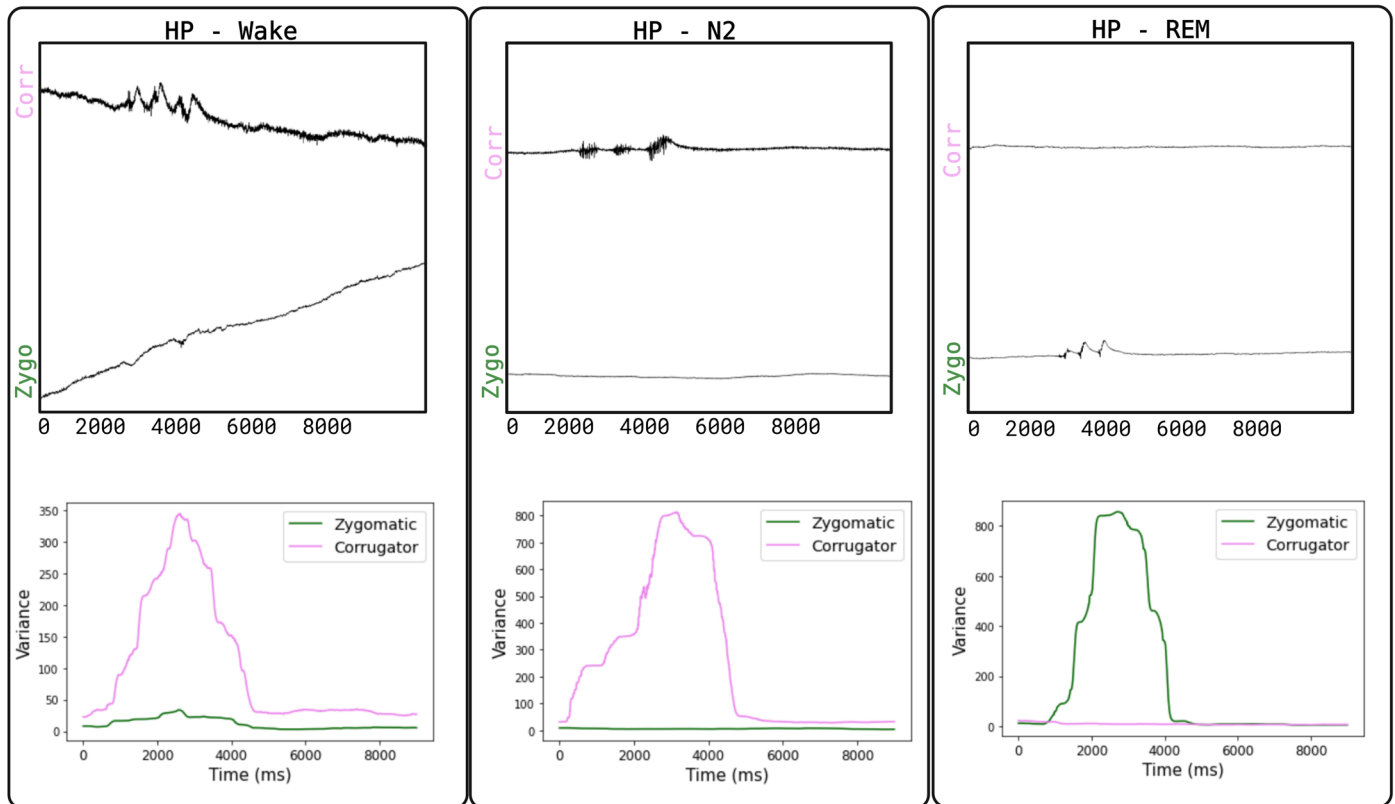 HP - Wake
Corr
Zygo
0 2000 4000 6000 8000
350
300
250
200
150
100
50
0
Variance
Zygomatic
Corrugator
0 2000 4000 6000 8000
Time (ms)
HP - N2
Corr
Zygo
0 2000 4000 6000 8000
800
700
600
500
400
300
200
100
0
Variance
Zygomatic
Corrugator
0 2000 4000 6000 8000
Time (ms)
HP - REM
Corr
Zygo
0 2000 4000 6000 8000
800
600
400
200
0
Variance
Zygomatic
Corrugator
0 2000 4000 6000 8000
Time (ms)